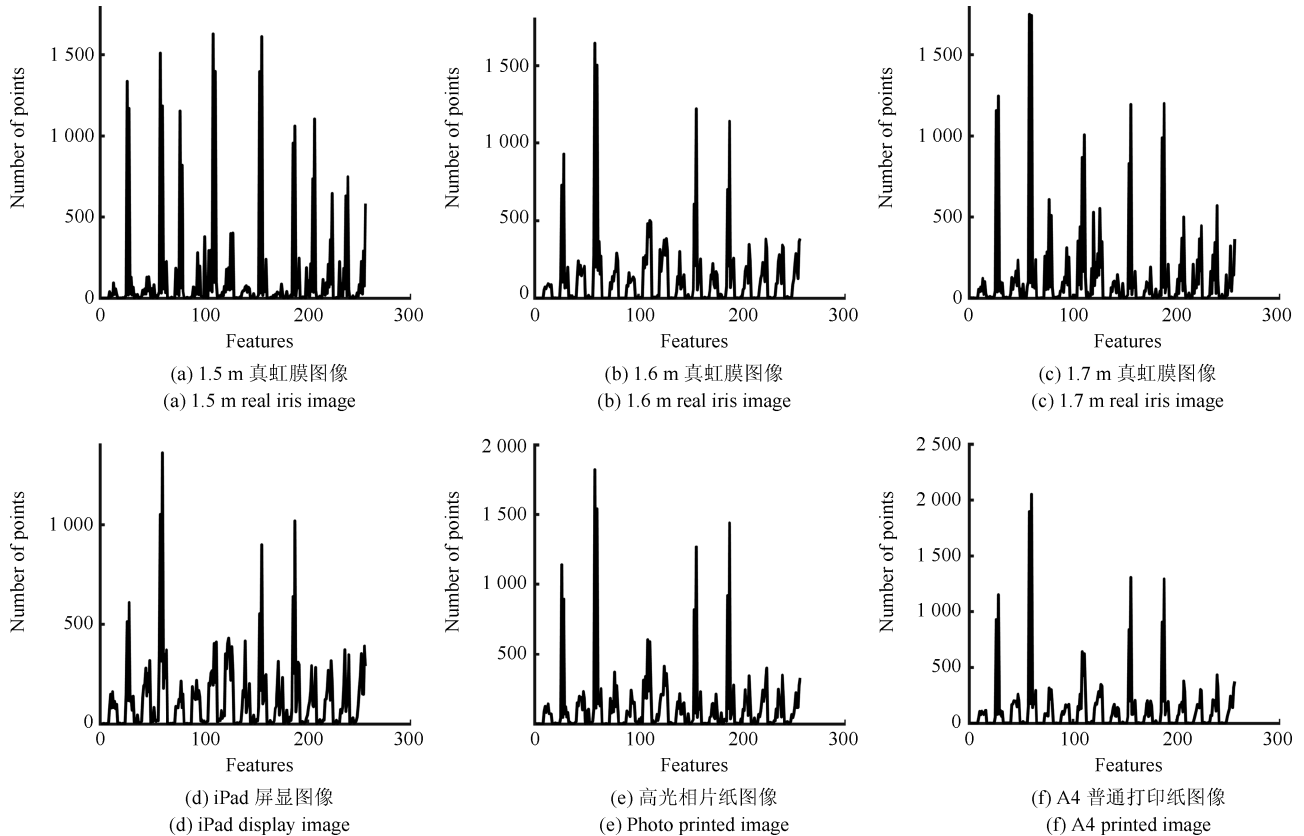 Number of points
1 500
1 000
500
0
0 100 200 300
Features
(a) 1.5 m 真虹膜图像
(a) 1.5 m real iris image
Number of points
1 500
1 000
500
0
0 100 200 300
Features
(b) 1.6 m 真虹膜图像
(b) 1.6 m real iris image
Number of points
1 500
1 000
500
0
0 100 200 300
Features
(c) 1.7 m 真虹膜图像
(c) 1.7 m real iris image
Number of points
1 000
500
0
0 100 200 300
Features
(d) iPad 屏显图像
(d) iPad display image
Number of points
2 000
1 500
1 000
500
0 100 200 300
Features
(e) 高光相片纸图像
(e) Photo printed image
Number of points
2 500
2 000
1 500
1 000
500
0
0 100 200 300
Features
(f) A4 普通打印纸图像
(f) A4 printed image